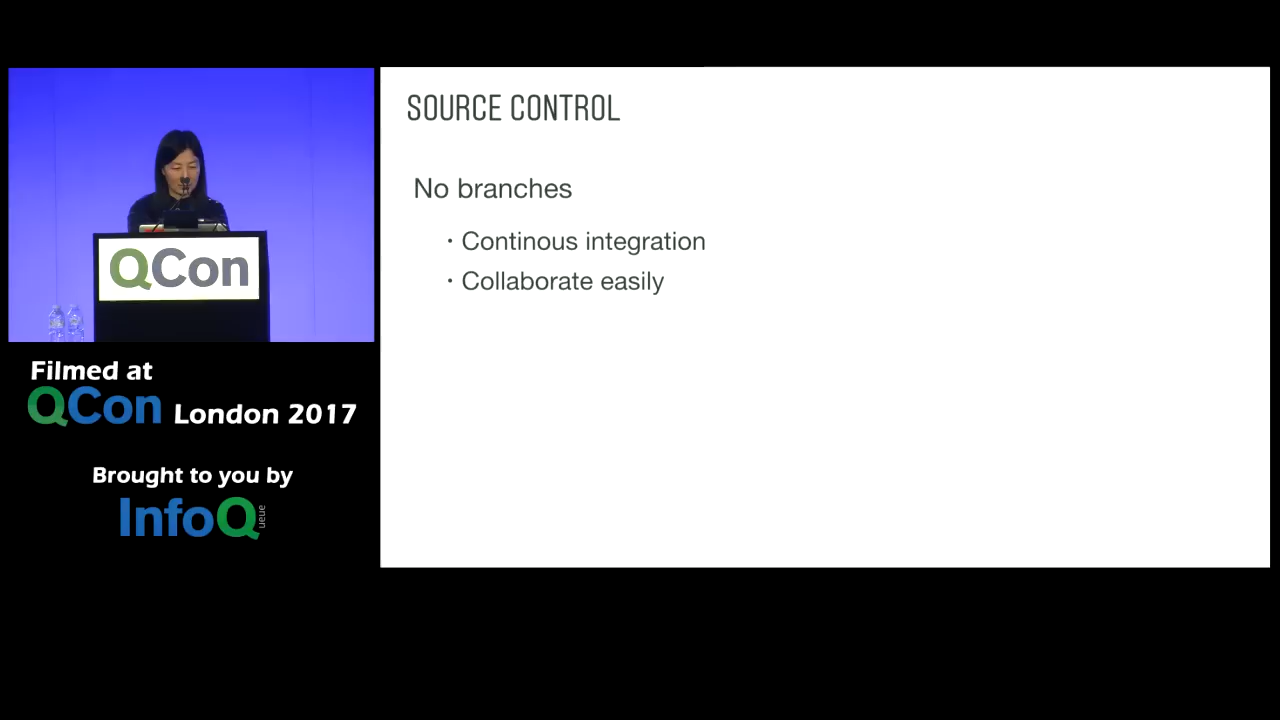 SOURCE CONTROL
No branches
· Continous integration
· Collaborate easily
QCon
Filmed at
QCon London 2017
Brought to you by
InfoQ
ueue